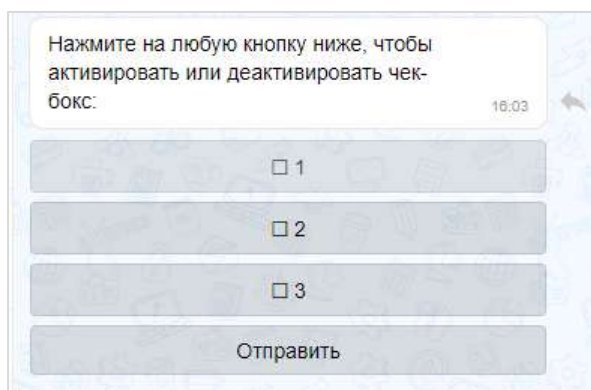 Нажмите на любую кнопку ниже, чтобы
активировать или деактивировать чек-
бокс:
16:03
☐ 1
☐ 2
☐ 3
Отправить